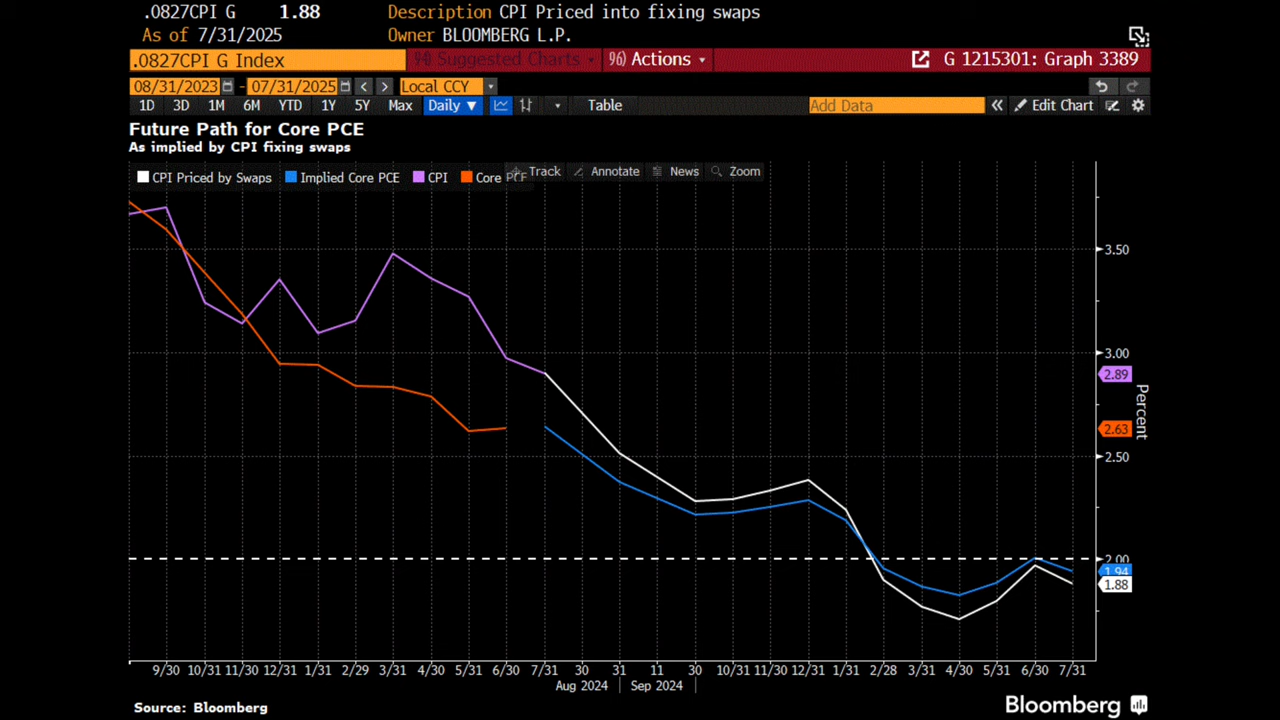 .0827CPI G 1.88 Description CPI Priced into fixing swaps
As of 7/31/2025 Owner BLOOMBERG L.P.
.0827CPI G Index 94) Suggested Charts 96) Actions G 1215301: Graph 3389
08/31/2023 - 07/31/2025 Local CCY
1D 3D 1M 6M YTD 1Y 5Y Max Daily ▼ Table Add Data « Edit Chart
Future Path for Core PCE
As implied by CPI fixing swaps
CPI Priced by Swaps Implied Core PCE CPI Core PCE Track Annotate News Zoom
3.50
3.00
2.89
2.63
2.50
2.00
1.94
1.88
Percent
9/30 10/31 11/30 12/31 1/31 2/29 3/31 4/30 5/31 6/30 7/31 30 31 11 30 10/31 11/30 12/31 1/31 2/28 3/31 4/30 5/31 6/30 7/31
Aug 2024 Sep 2024
Source: Bloomberg
Bloomberg